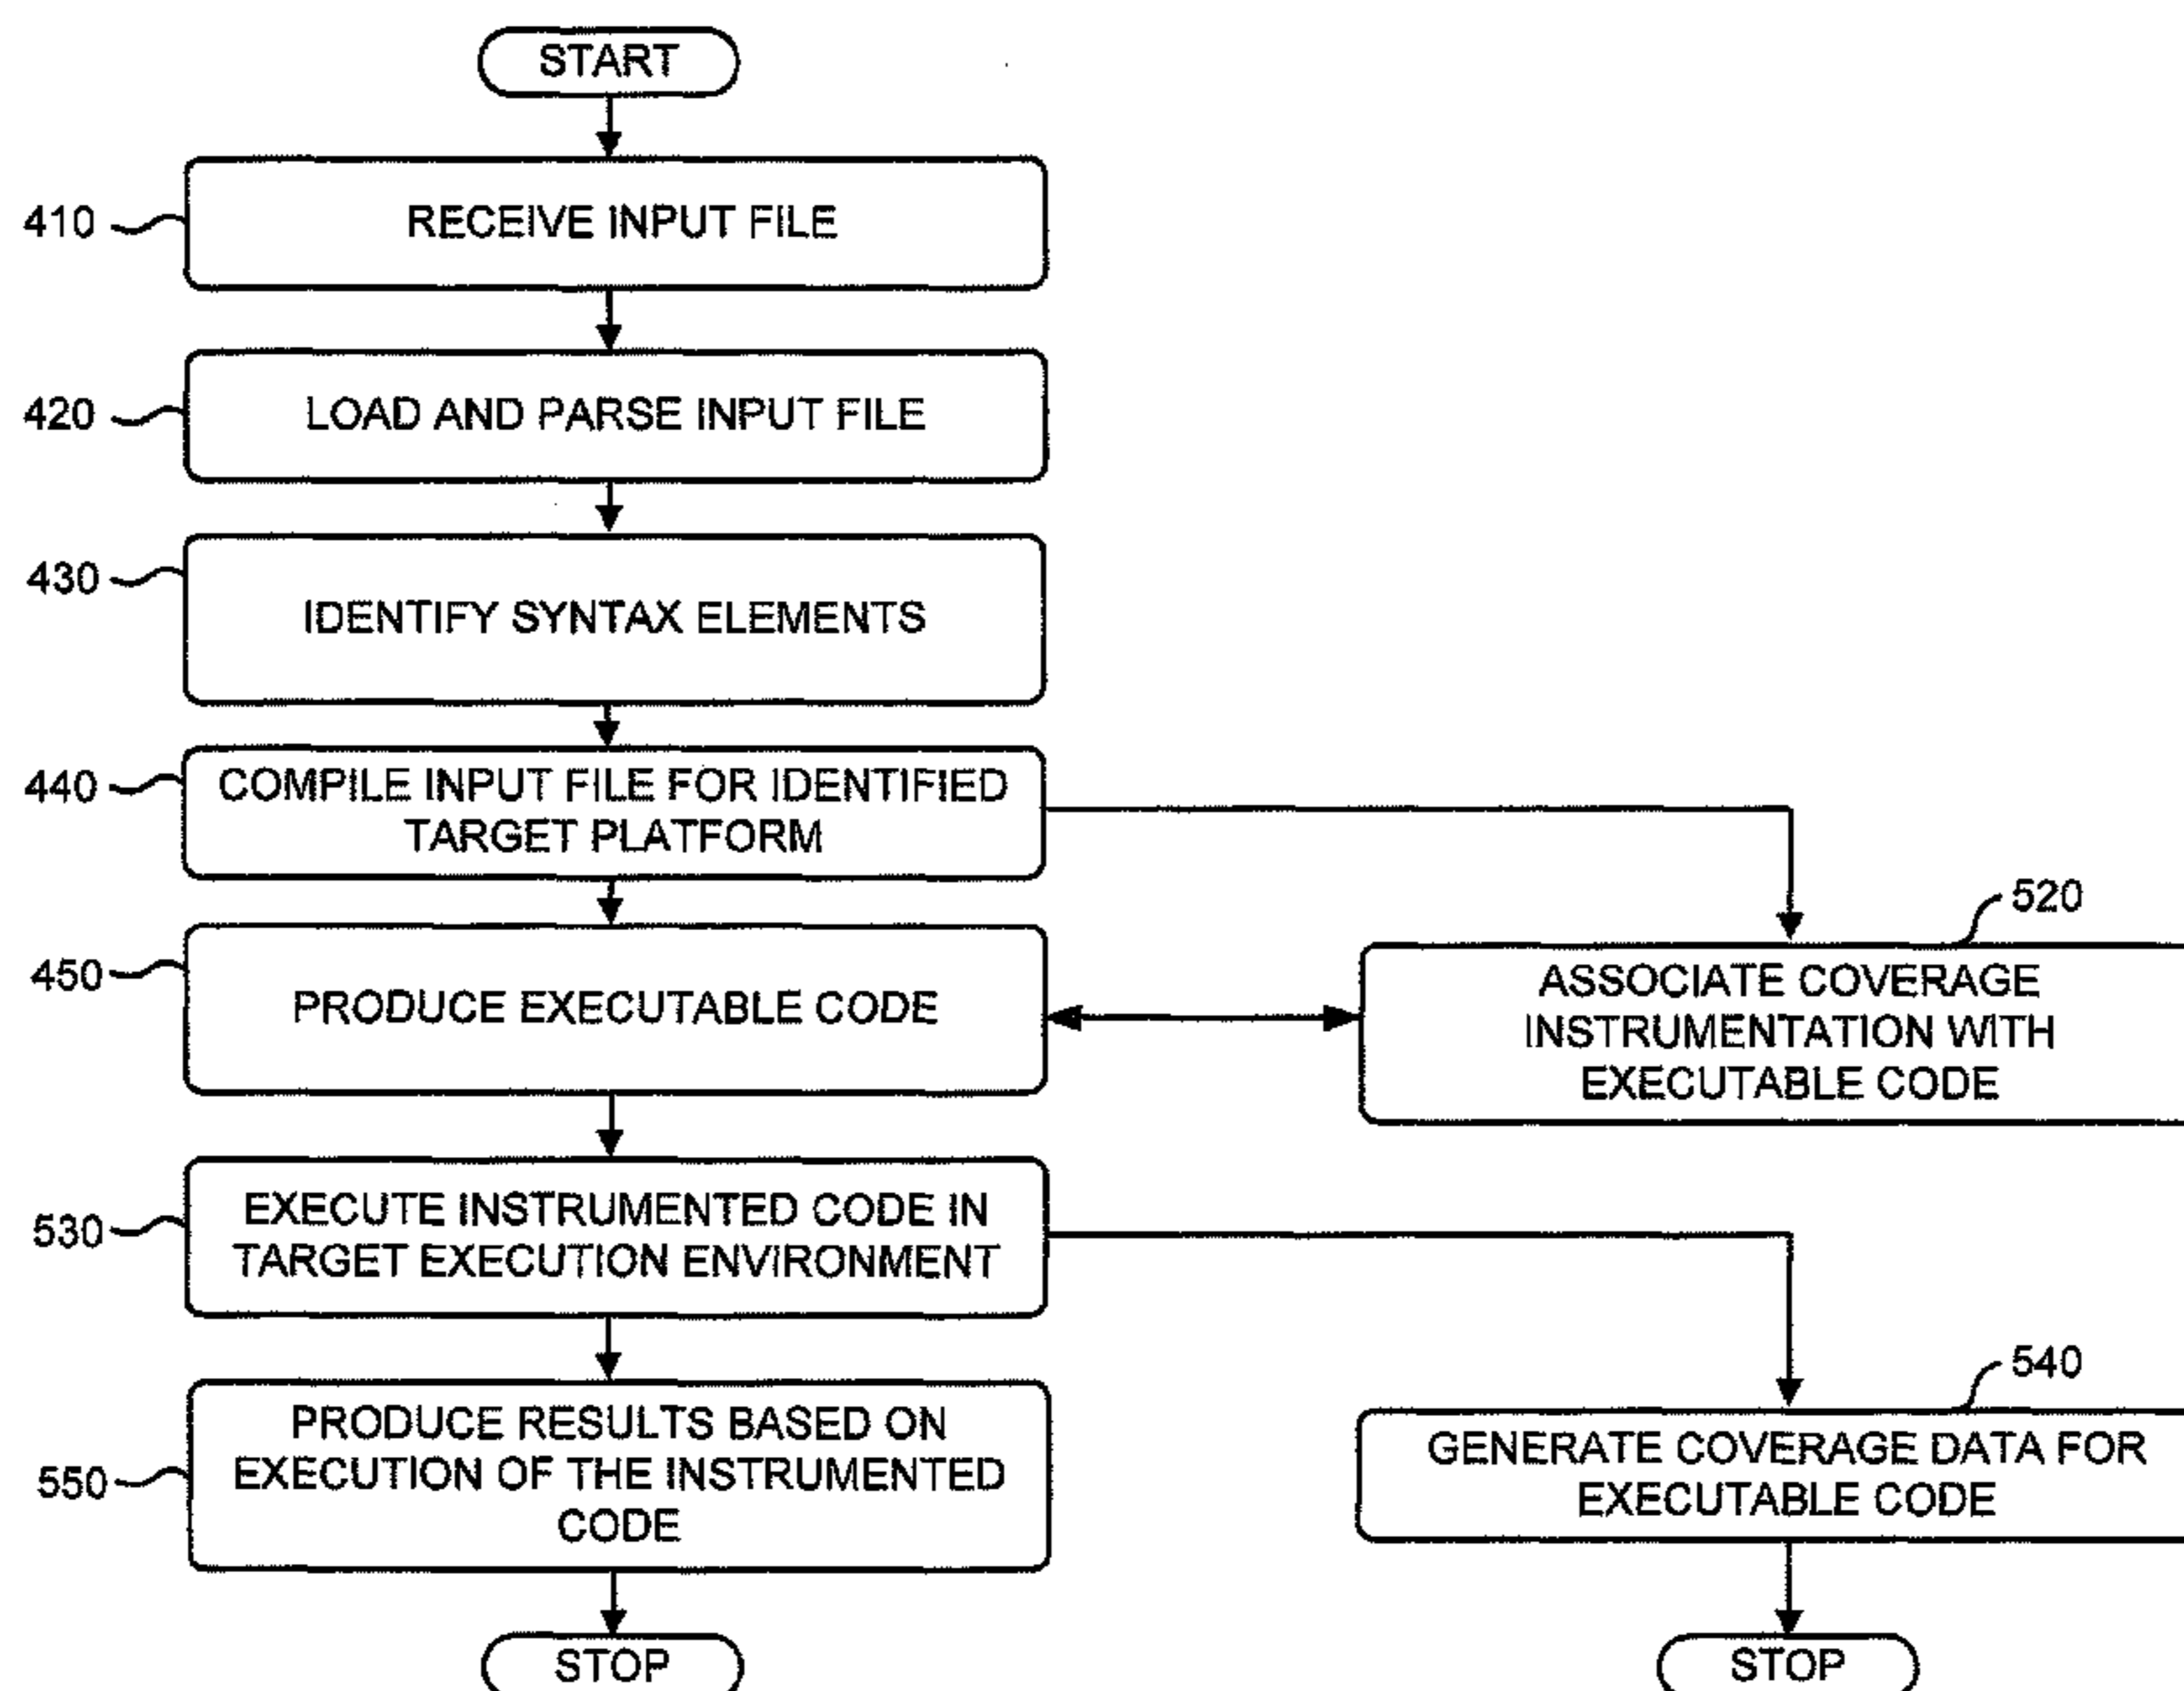 START
410
RECEIVE INPUT FILE
420
LOAD AND PARSE INPUT FILE
430
IDENTIFY SYNTAX ELEMENTS
440
COMPILE INPUT FILE FOR IDENTIFIED
TARGET PLATFORM
450
PRODUCE EXECUTABLE CODE
520
ASSOCIATE COVERAGE
INSTRUMENTATION WITH
EXECUTABLE CODE
530
EXECUTE INSTRUMENTED CODE IN
TARGET EXECUTION ENVIRONMENT
540
GENERATE COVERAGE DATA FOR
EXECUTABLE CODE
550
PRODUCE RESULTS BASED ON
EXECUTION OF THE INSTRUMENTED
CODE
STOP
STOP